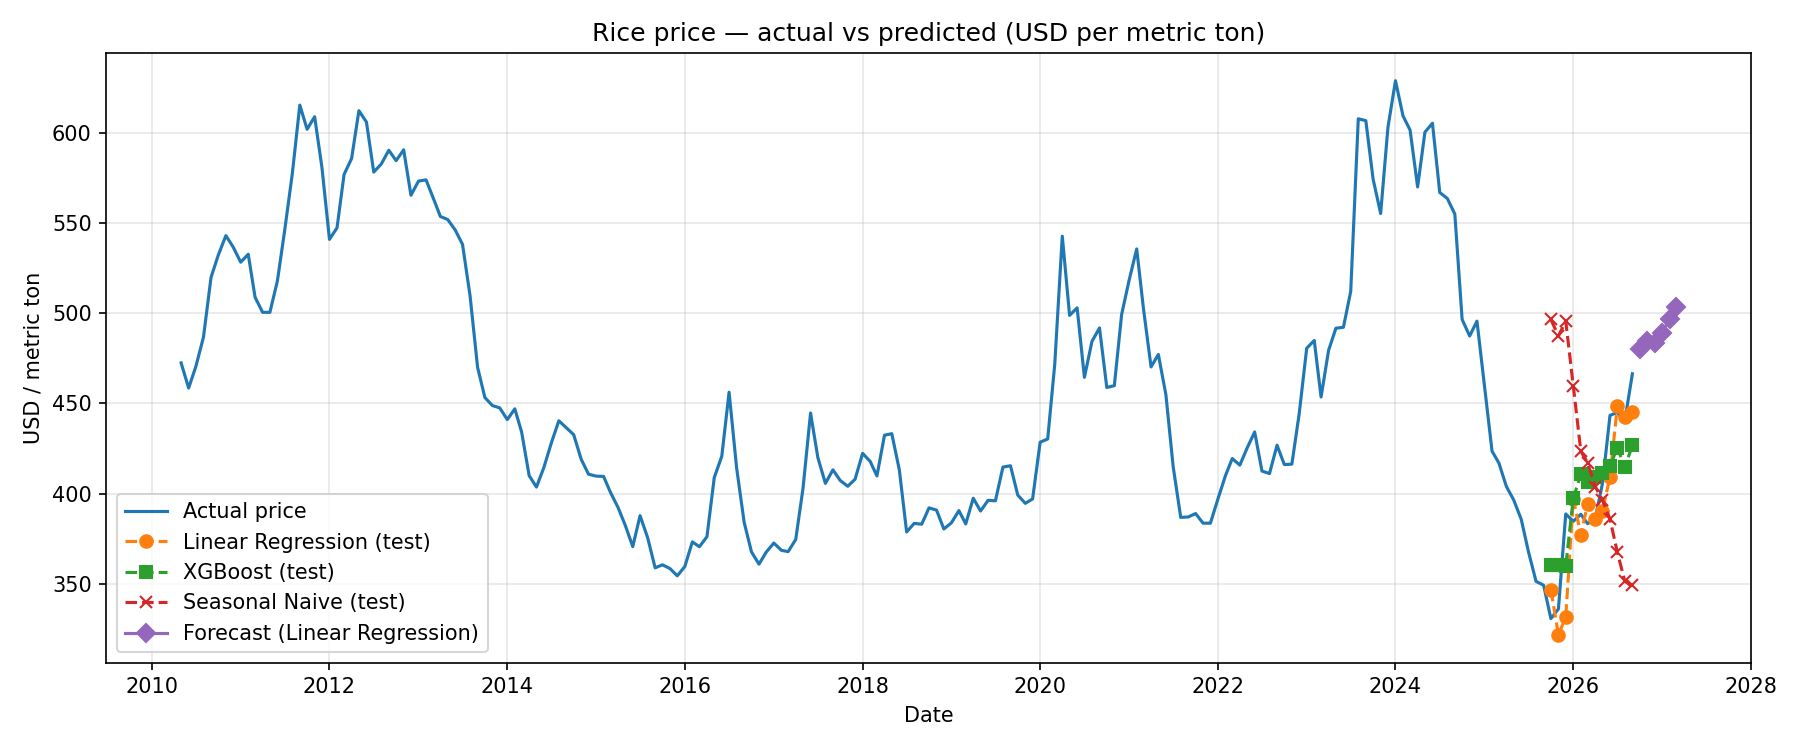 Rice price — actual vs predicted (USD per metric ton)
USD / metric ton
600
550
500
450
400
350
Actual price
Linear Regression (test)
XGBoost (test)
Seasonal Naive (test)
Forecast (Linear Regression)
2010 2012 2014 2016 2018 2020 2022 2024 2026 2028
Date